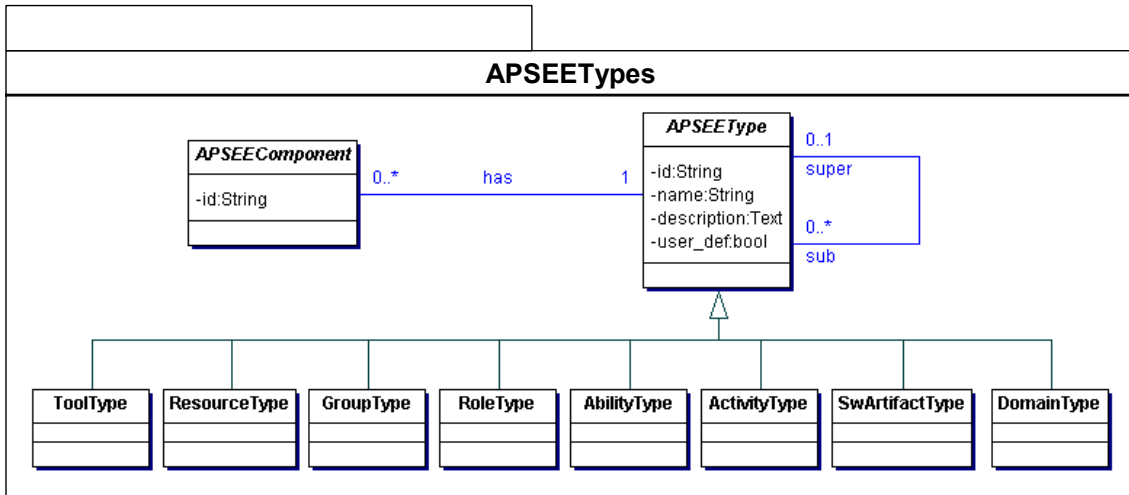 APSEETypes
APSEEType
0..1
super
-id:String
-name:String
-description:Text
-user_def:bool
0..*
sub
APSEEComponent
-id:String
0..* has 1
ToolType ResourceType GroupType RoleType AbilityType ActivityType SwArtifactType DomainType